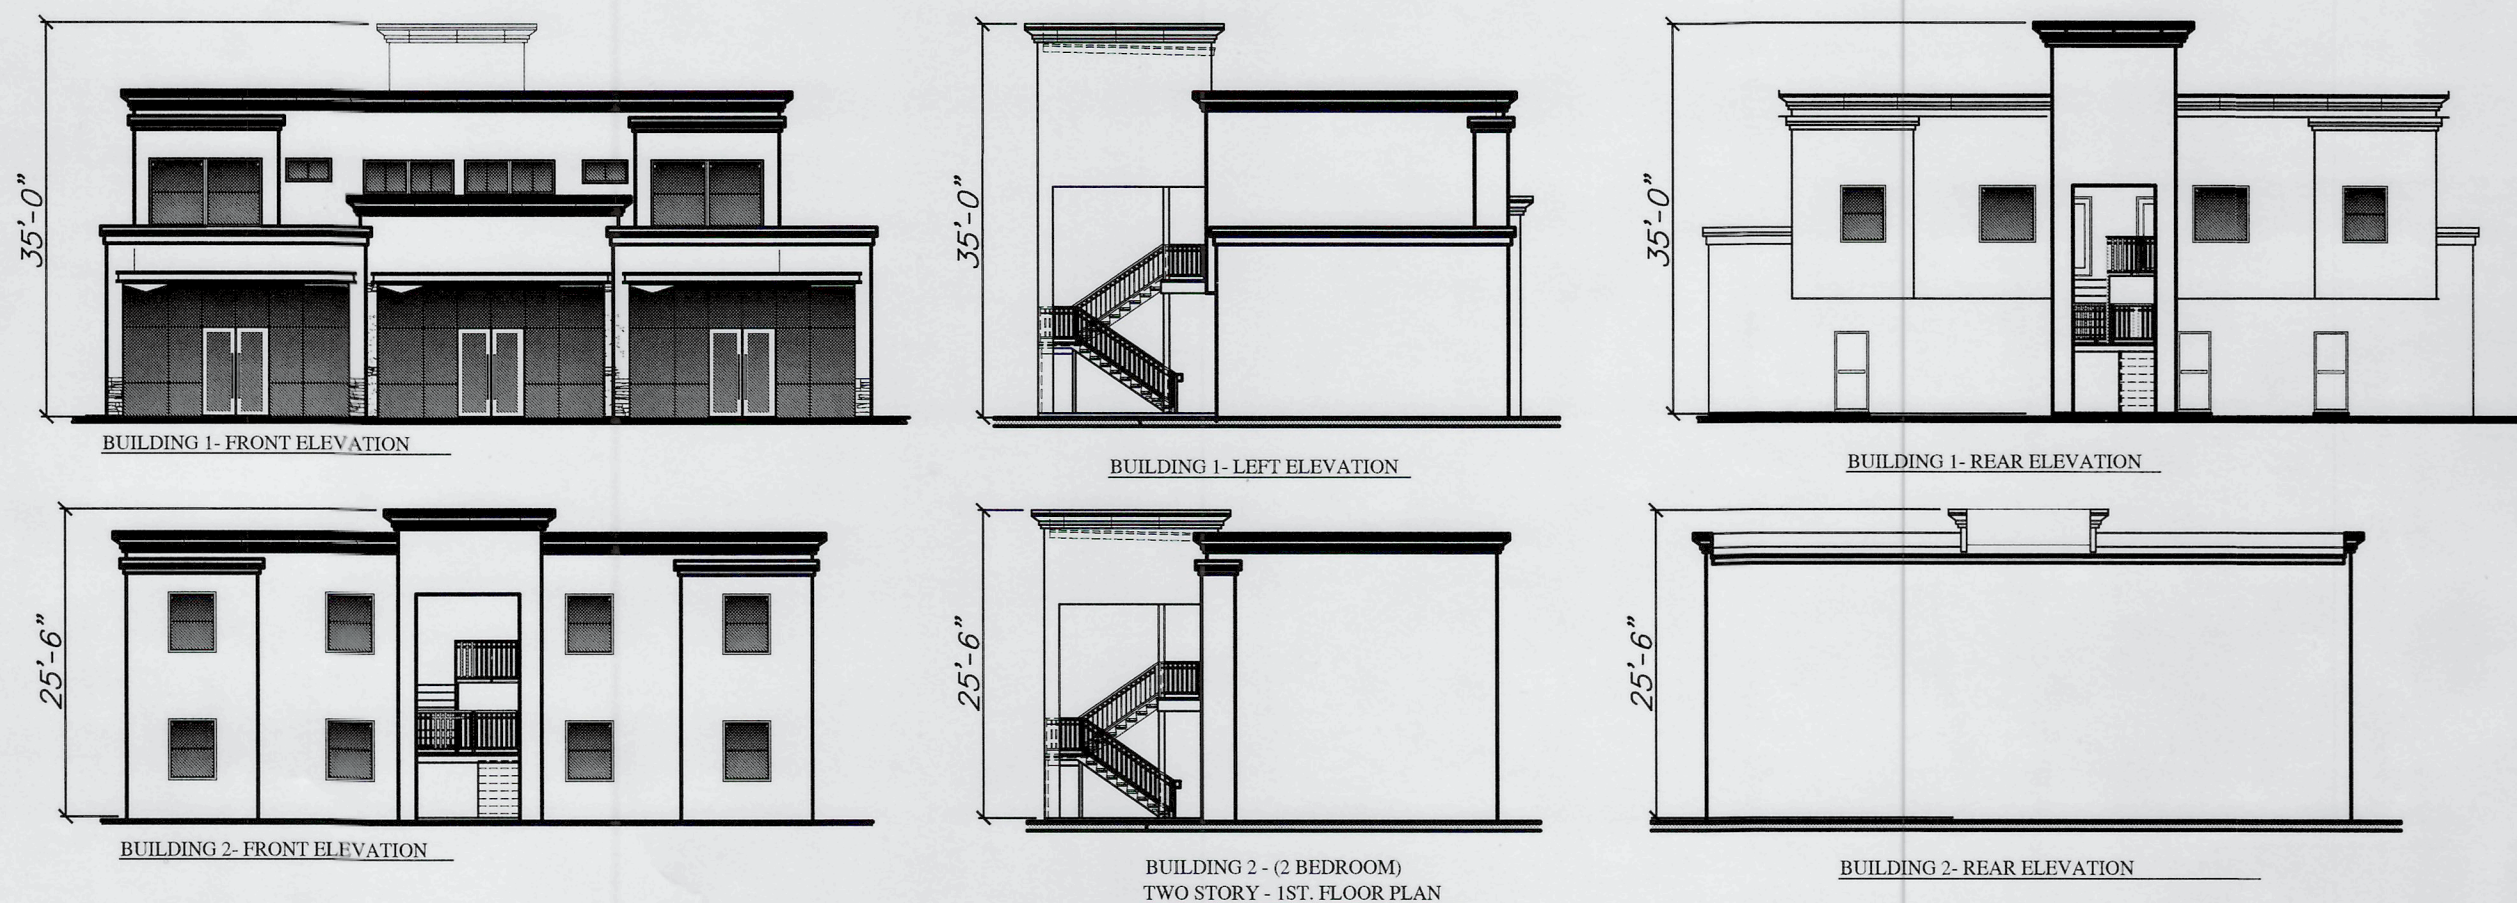 35'-0"
35'-0"
35'-0"
BUILDING 1- FRONT ELEVATION
BUILDING 1- LEFT ELEVATION
BUILDING 1- REAR ELEVATION
25'-6"
25'-6"
25'-6"
BUILDING 2- FRONT ELEVATION
BUILDING 2 - (2 BEDROOM)
TWO STORY - 1ST. FLOOR PLAN
BUILDING 2- REAR ELEVATION